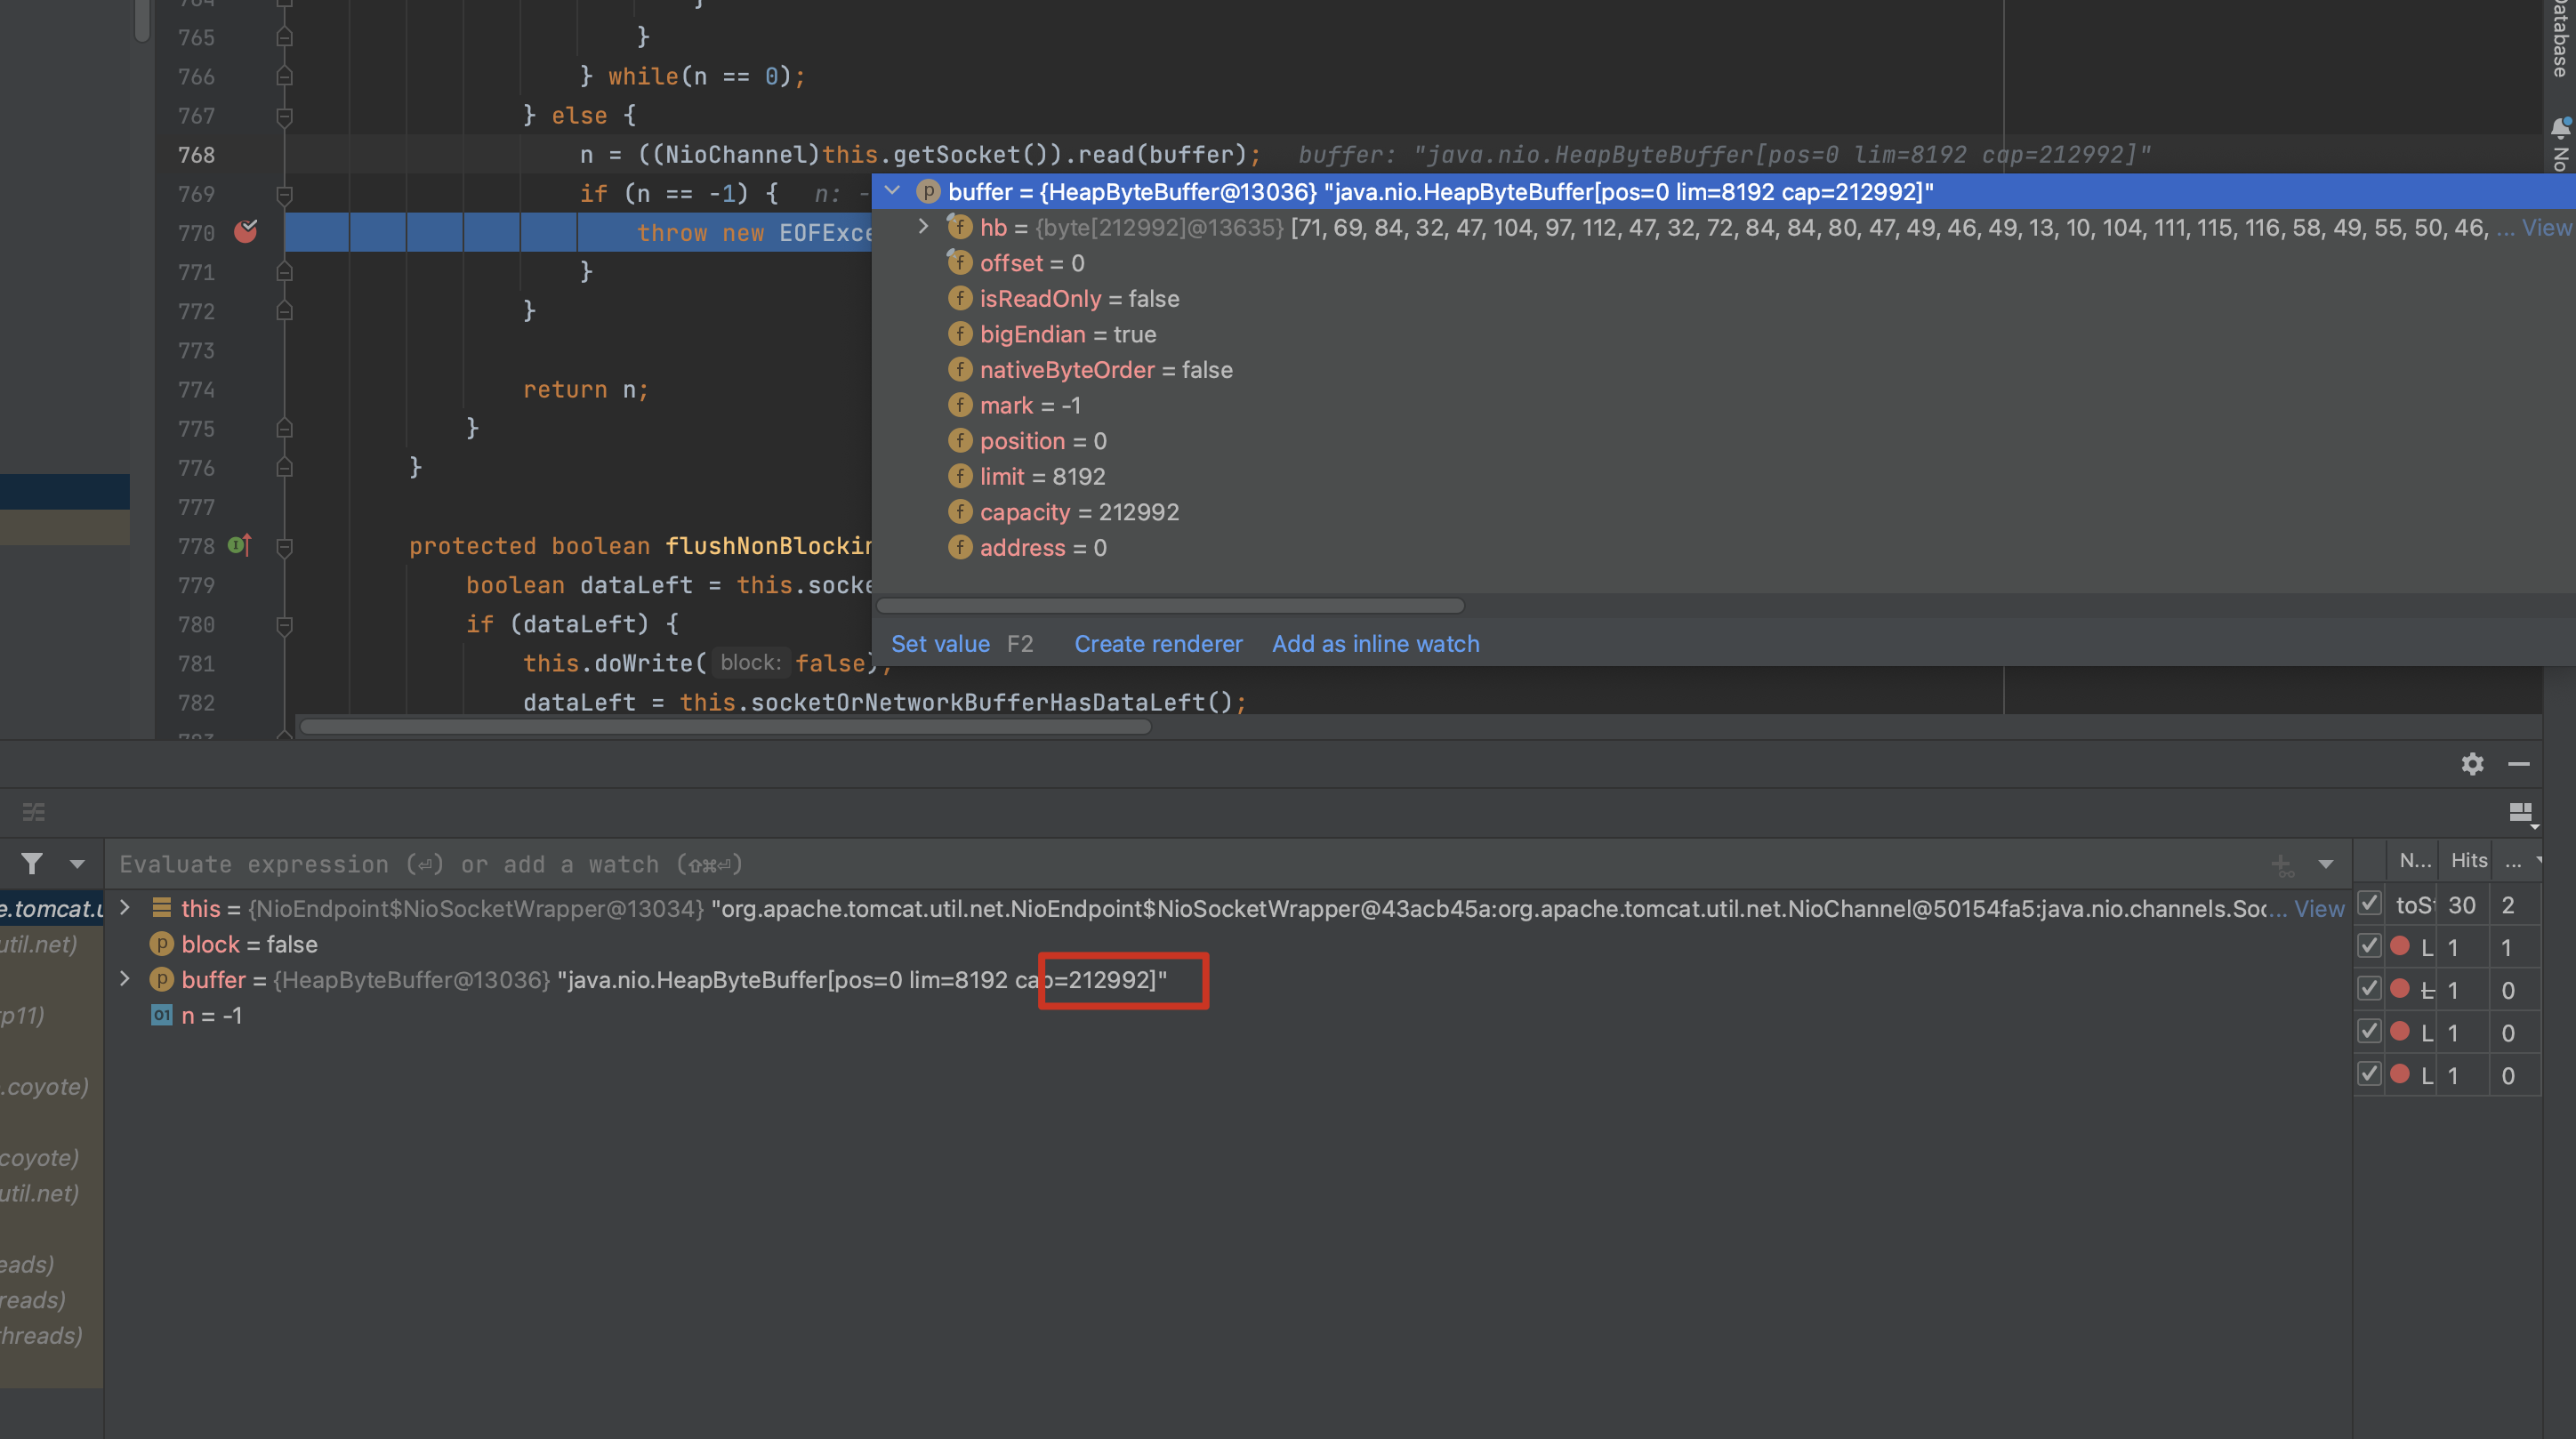 765 }
766 } while(n == 0);
767 } else {
768 n = ((NioChannel)this.getSocket()).read(buffer); buffer: "java.nio.HeapByteBuffer[pos=0 lim=8192 cap=212992]"
769 if (n == -1) { n: -
770 throw new EOFExce
771 }
772 }
773
774 return n;
775 }
776 }
777
778 protected boolean flushNonBlockin
779 boolean dataLeft = this.socke
780 if (dataLeft) {
781 this.doWrite( block: false);
782 dataLeft = this.socketOrNetworkBufferHasDataLeft();
buffer = {HeapByteBuffer@13036} "java.nio.HeapByteBuffer[pos=0 lim=8192 cap=212992]"
hb = {byte[212992]@13635} [71, 69, 84, 32, 47, 104, 97, 112, 47, 32, 72, 84, 84, 80, 47, 49, 46, 49, 13, 10, 104, 111, 115, 116, 58, 49, 55, 50, 46, ... View
offset = 0
isReadOnly = false
bigEndian = true
nativeByteOrder = false
mark = -1
position = 0
limit = 8192
capacity = 212992
address = 0
Set value F2 Create renderer Add as inline watch
Database
No
Evaluate expression (⏎) or add a watch (⇧⌘⏎)
this = {NioEndpoint$NioSocketWrapper@13034} "org.apache.tomcat.util.net.NioEndpoint$NioSocketWrapper@43acb45a:org.apache.tomcat.util.net.NioChannel@50154fa5:java.nio.channels.Soc... View
block = false
buffer = {HeapByteBuffer@13036} "java.nio.HeapByteBuffer[pos=0 lim=8192 cap=212992]"
n = -1
e.tomcat.u
util.net)
p11)
.coyote)
coyote)
util.net)
eads)
reads)
hreads)
N... Hits ...
toSt 30 2
L 1 1
L 1 0
L 1 0
L 1 0